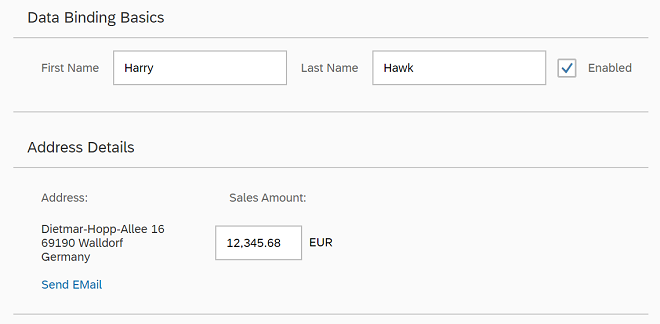 Data Binding Basics
First Name Harry Last Name Hawk Enabled
Address Details
Address: Sales Amount:
Dietmar-Hopp-Allee 16
69190 Walldorf
Germany
12,345.68 EUR
Send EMail